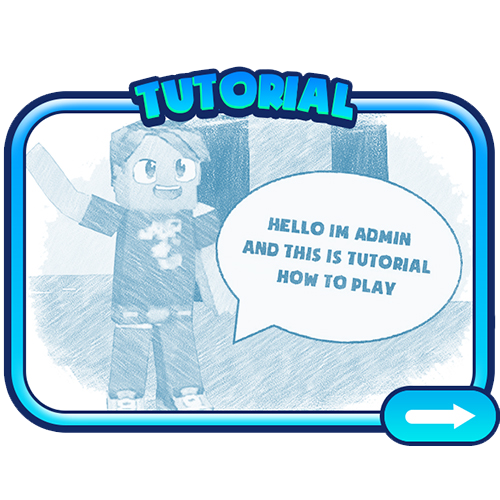 TUTORIAL
HELLO IM ADMIN
AND THIS IS TUTORIAL
HOW TO PLAY